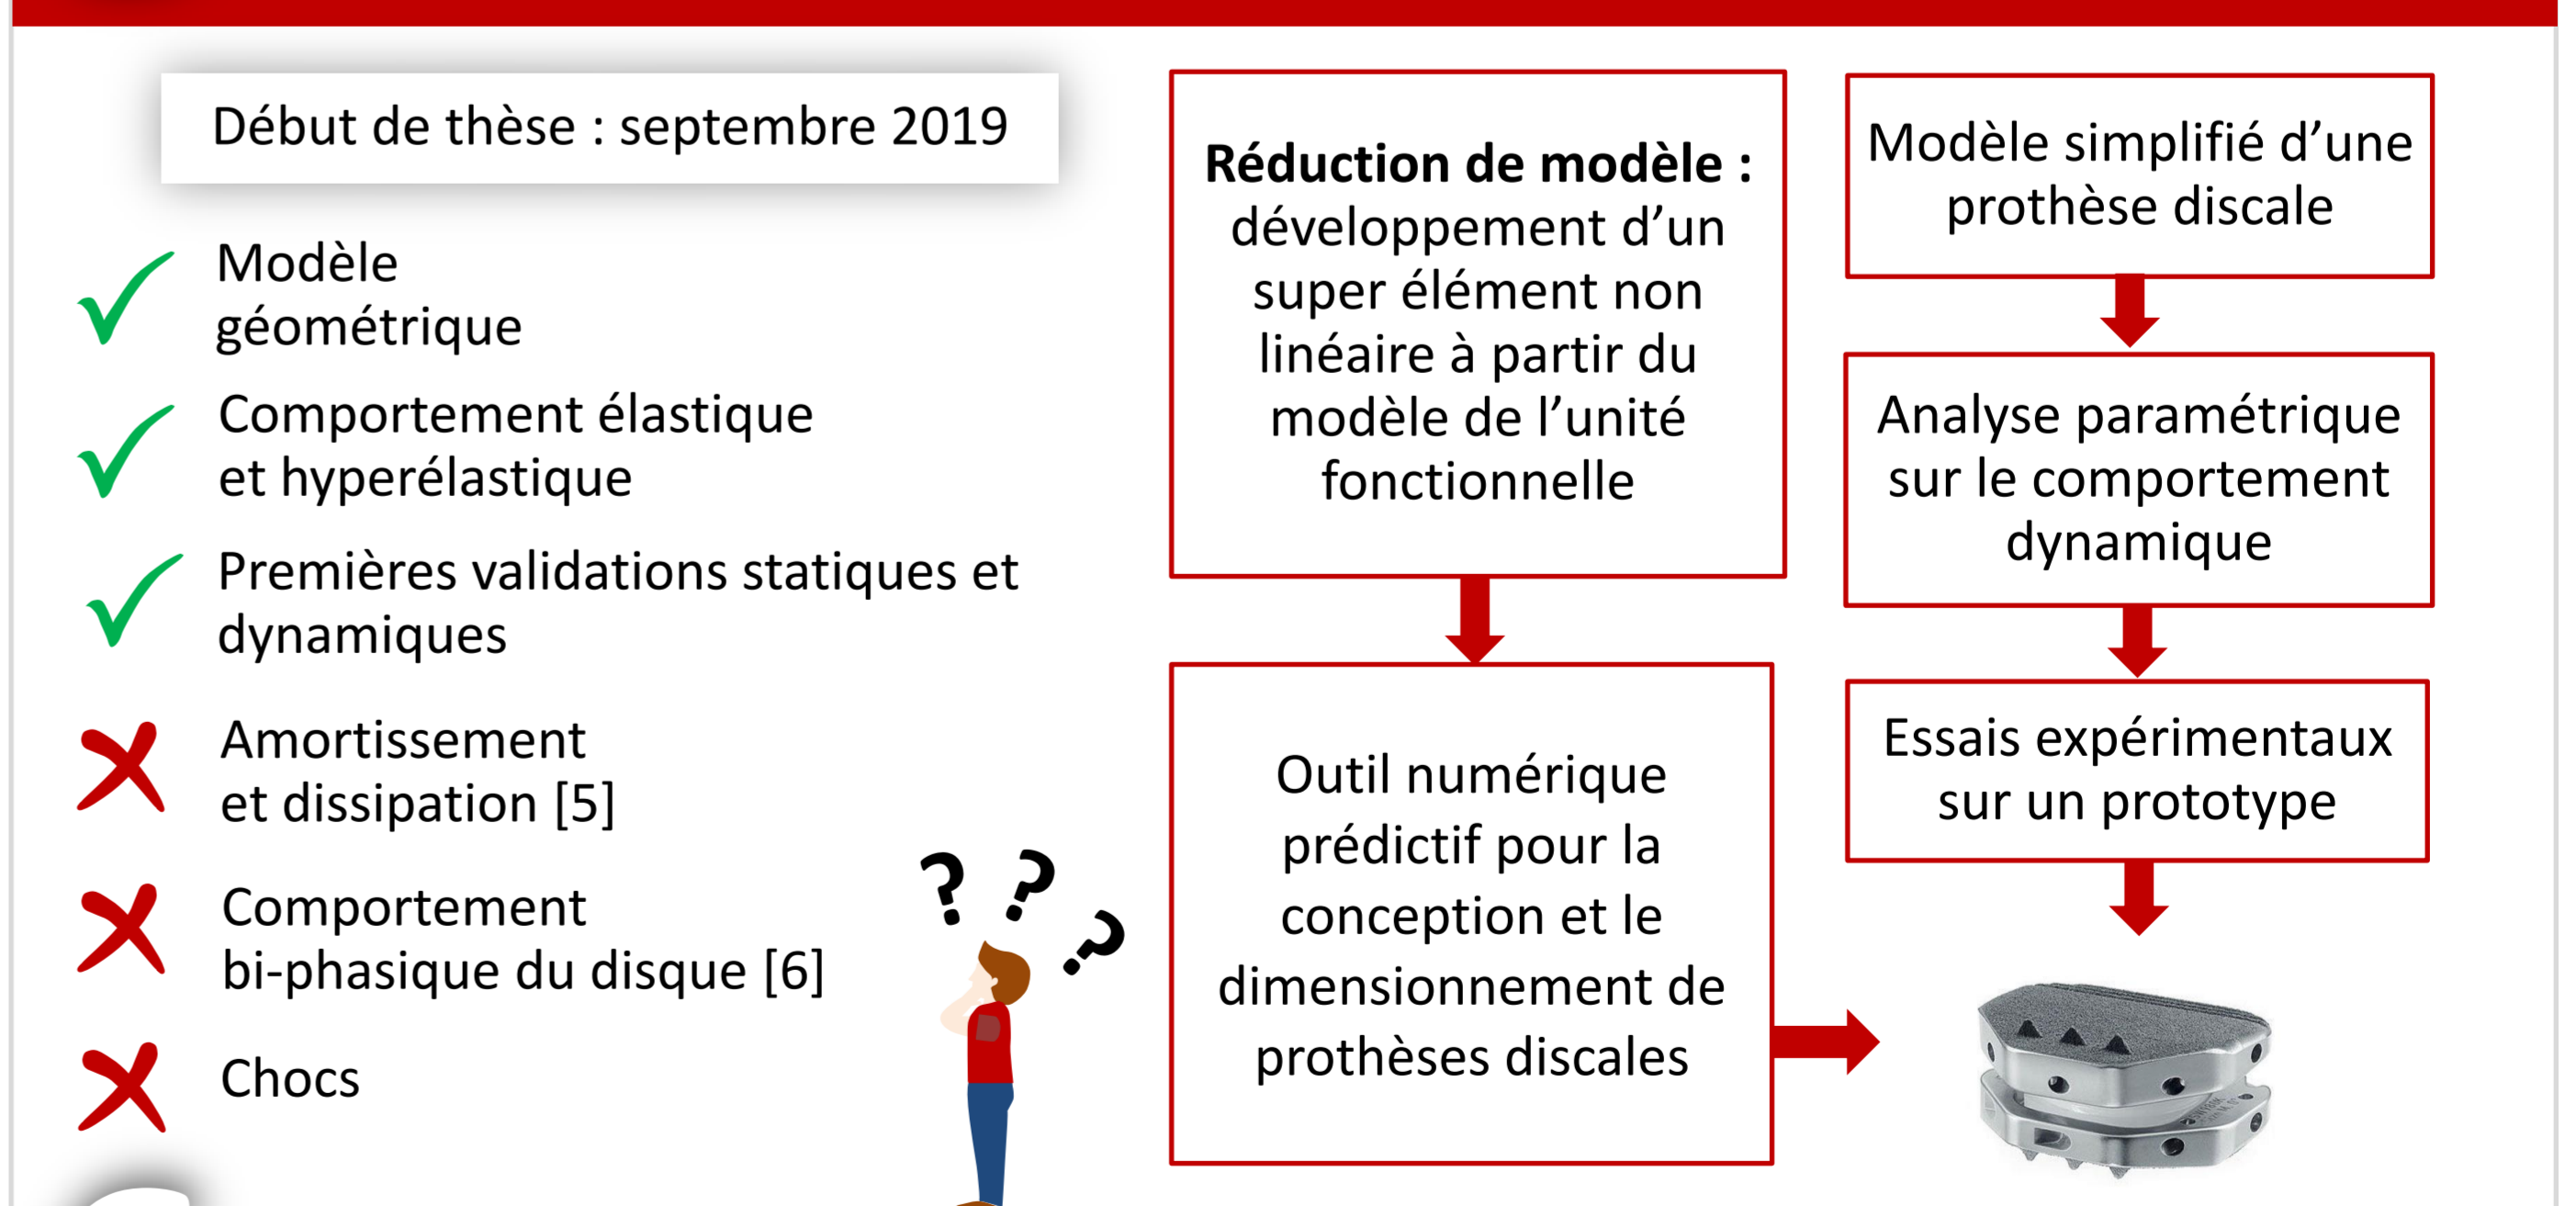 Début de thèse : septembre 2019
Modèle
géométrique
Comportement élastique
et hyperélastique
Premières validations statiques et
dynamiques
Amortissement
et dissipation [5]
Comportement
bi-phasique du disque [6]
Chocs
? ? ?
Réduction de modèle :
développement d’un
super élément non
linéaire à partir du
modèle de l’unité
fonctionnelle
Outil numérique
prédictif pour la
conception et le
dimensionnement de
prothèses discales
Modèle simplifié d’une
prothèse discale
Analyse paramétrique
sur le comportement
dynamique
Essais expérimentaux
sur un prototype